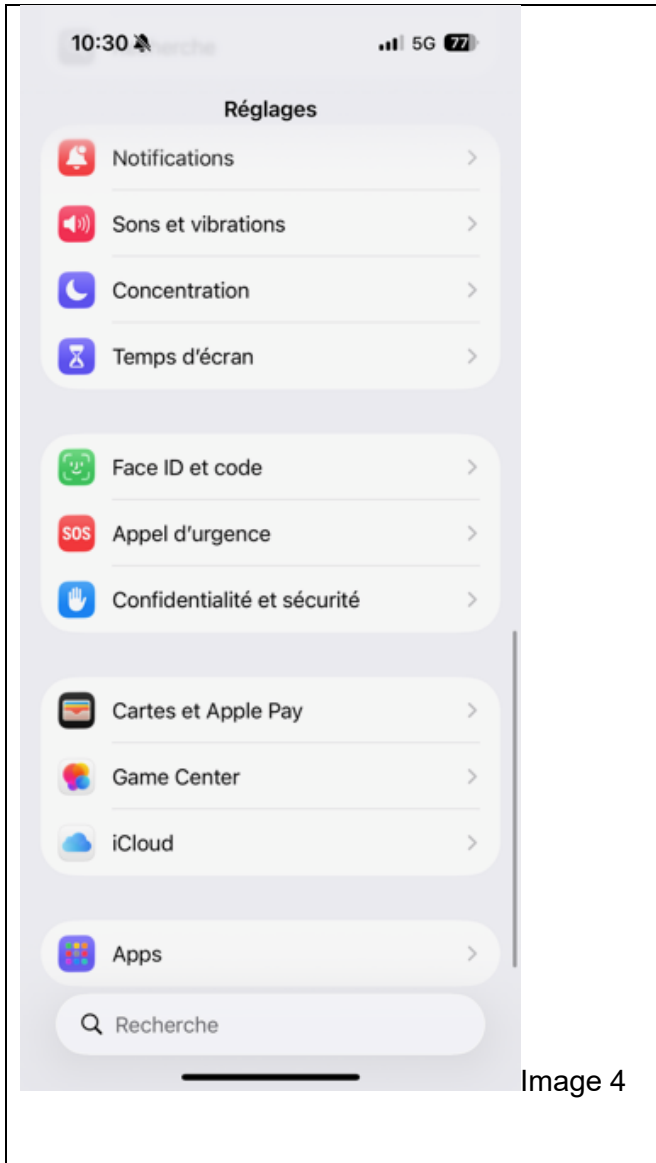 10:30 5G 77
Recherche
Réglages
Notifications
Sons et vibrations
Concentration
Temps d'écran
Face ID et code
SOS Appel d'urgence
Confidentialité et sécurité
Cartes et Apple Pay
Game Center
iCloud
Apps
Recherche
Image 4